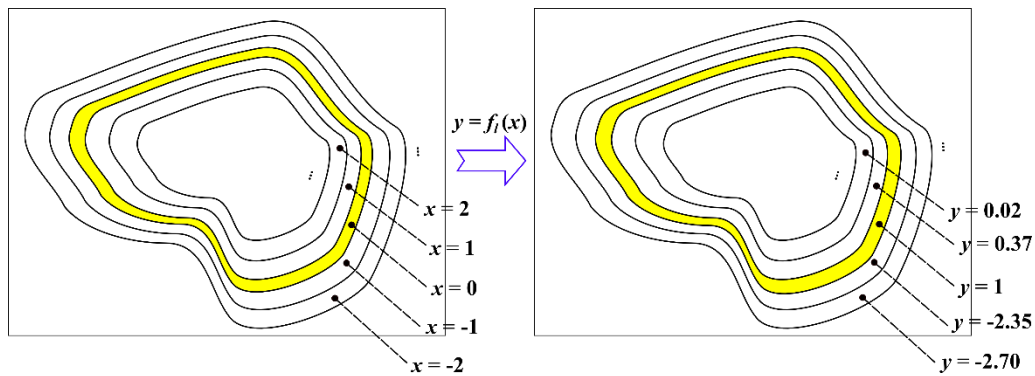 y = f_l(x)
...
...
x = 2
x = 1
x = 0
x = -1
x = -2
...
...
y = 0.02
y = 0.37
y = 1
y = -2.35
y = -2.70